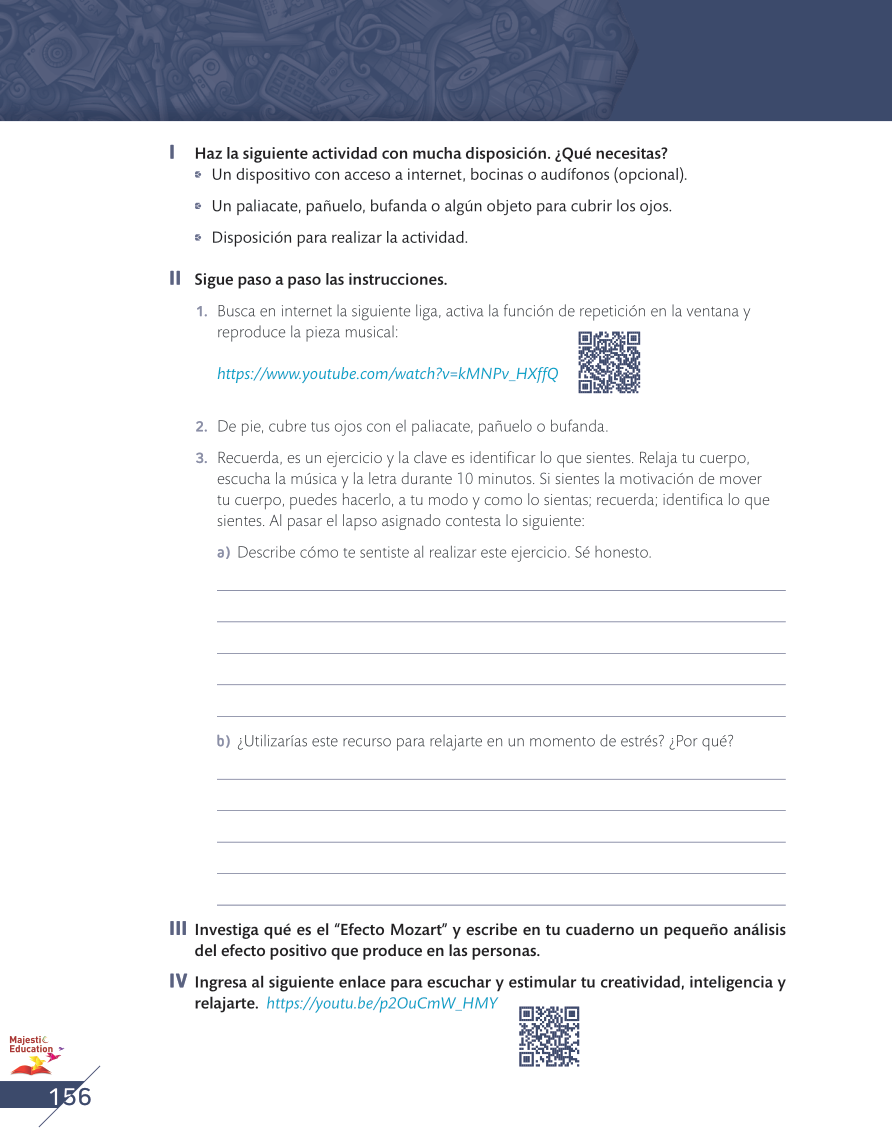 I Haz la siguiente actividad con mucha disposición. ¿Qué necesitas?
Un dispositivo con acceso a internet, bocinas o audífonos (opcional).
Un paliacate, pañuelo, bufanda o algún objeto para cubrir los ojos.
Disposición para realizar la actividad.
II Sigue paso a paso las instrucciones.
1. Busca en internet la siguiente liga, activa la función de repetición en la ventana y
reproduce la pieza musical:
https://www.youtube.com/watch?v=kMNPv_HXffQ
2. De pie, cubre tus ojos con el paliacate, pañuelo o bufanda.
3. Recuerda, es un ejercicio y la clave es identificar lo que sientes. Relaja tu cuerpo,
escucha la música y la letra durante 10 minutos. Si sientes la motivación de mover
tu cuerpo, puedes hacerlo, a tu modo y como lo sientas; recuerda; identifica lo que
sientes. Al pasar el lapso asignado contesta lo siguiente:
a) Describe cómo te sentiste al realizar este ejercicio. Sé honesto.
b) ¿Utilizarías este recurso para relajarte en un momento de estrés? ¿Por qué?
III Investiga qué es el “Efecto Mozart” y escribe en tu cuaderno un pequeño análisis
del efecto positivo que produce en las personas.
IV Ingresa al siguiente enlace para escuchar y estimular tu creatividad, inteligencia y
relajarte. https://youtu.be/p2OuCmW_HMY
Majestic
Education
156